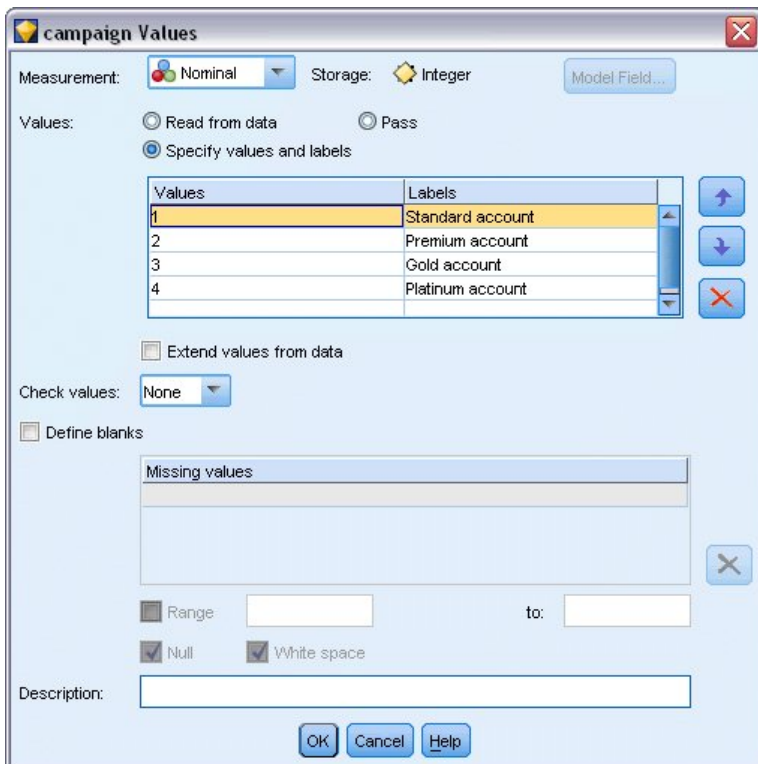 campaign Values
Measurement: Nominal Storage: Integer Model Field...
Values: Read from data Pass
Specify values and labels
Values Labels
1 Standard account
2 Premium account
3 Gold account
4 Platinum account
Extend values from data
Check values: None
Define blanks
Missing values
Range to:
Null White space
Description:
OK Cancel Help